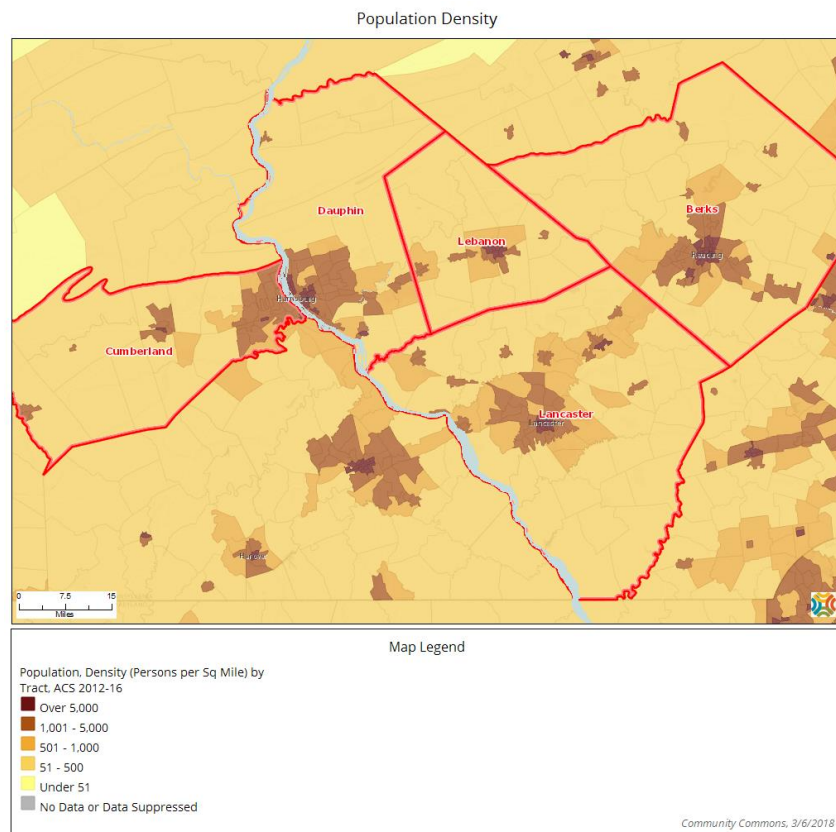 Population Density
Dauphin
Berks
Lebanon
Reading
Harrisburg
Cumberland
Lancaster
Lancaster
Hanover
0 7.5 15
Miles
Map Legend
Population, Density (Persons per Sq Mile) by
Tract, ACS 2012-16
Over 5,000
1,001 - 5,000
501 - 1,000
51 - 500
Under 51
No Data or Data Suppressed
Community Commons, 3/6/2018